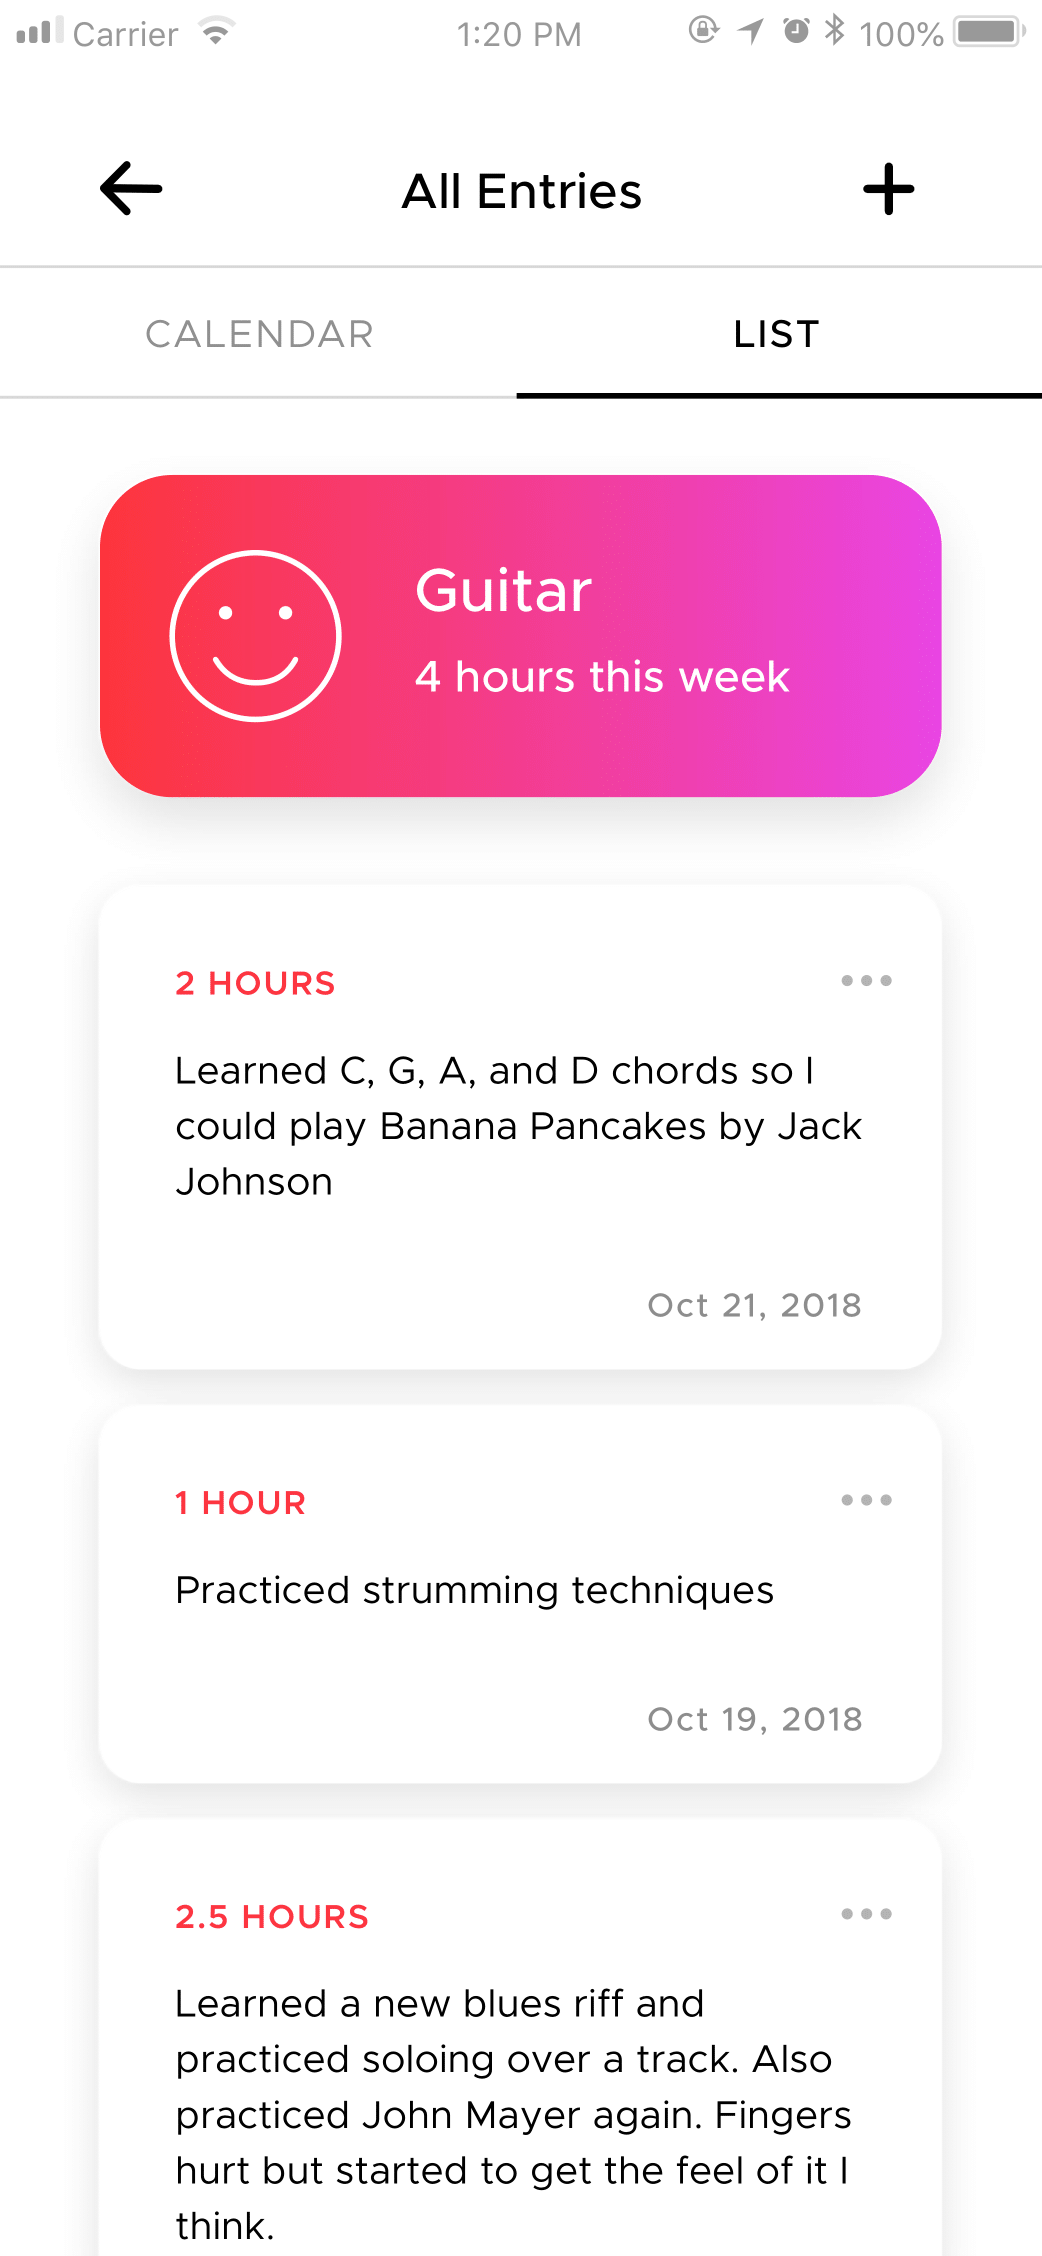 Carrier 1:20 PM 100%
All Entries
CALENDAR LIST
Guitar
4 hours this week
2 HOURS
Learned C, G, A, and D chords so I
could play Banana Pancakes by Jack
Johnson
Oct 21, 2018
1 HOUR
Practiced strumming techniques
Oct 19, 2018
2.5 HOURS
Learned a new blues riff and
practiced soloing over a track. Also
practiced John Mayer again. Fingers
hurt but started to get the feel of it I
think.